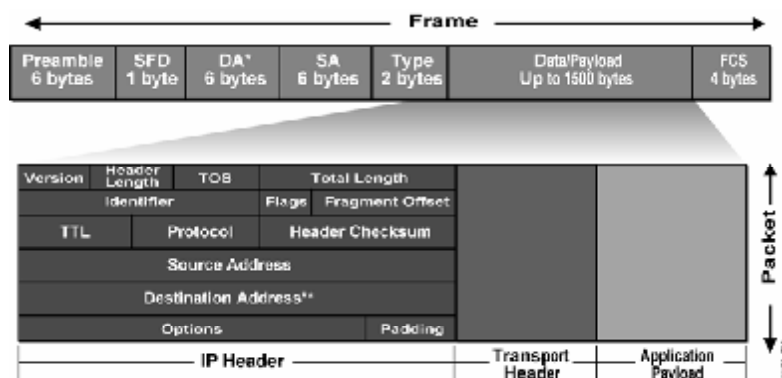 Frame
Preamble SFD DA* SA Type Data/Payload FCS
6 bytes 1 byte 6 bytes 6 bytes 2 bytes Up to 1500 bytes 4 bytes
Version Header Length TOS Total Length
Identifier Flags Fragment Offset
TTL Protocol Header Checksum
Source Address
Destination Address**
Options Padding
Packet
IP Header Transport Header Application Payload